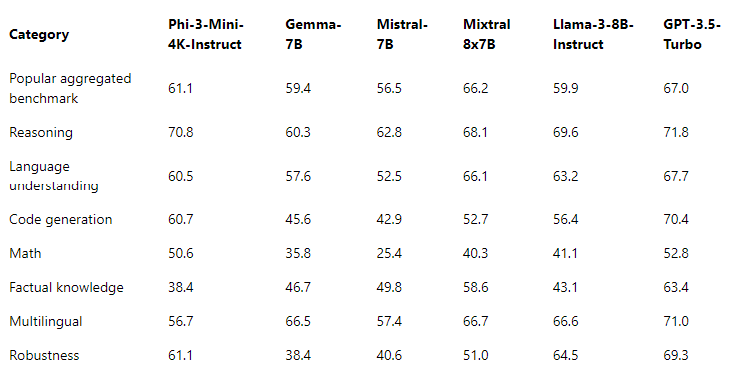 Category Phi-3-Mini-4K-Instruct Gemma-7B Mistral-7B Mixtral 8x7B Llama-3-8B-Instruct GPT-3.5-Turbo
Popular aggregated benchmark 61.1 59.4 56.5 66.2 59.9 67.0
Reasoning 70.8 60.3 62.8 68.1 69.6 71.8
Language understanding 60.5 57.6 52.5 66.1 63.2 67.7
Code generation 60.7 45.6 42.9 52.7 56.4 70.4
Math 50.6 35.8 25.4 40.3 41.1 52.8
Factual knowledge 38.4 46.7 49.8 58.6 43.1 63.4
Multilingual 56.7 66.5 57.4 66.7 66.6 71.0
Robustness 61.1 38.4 40.6 51.0 64.5 69.3